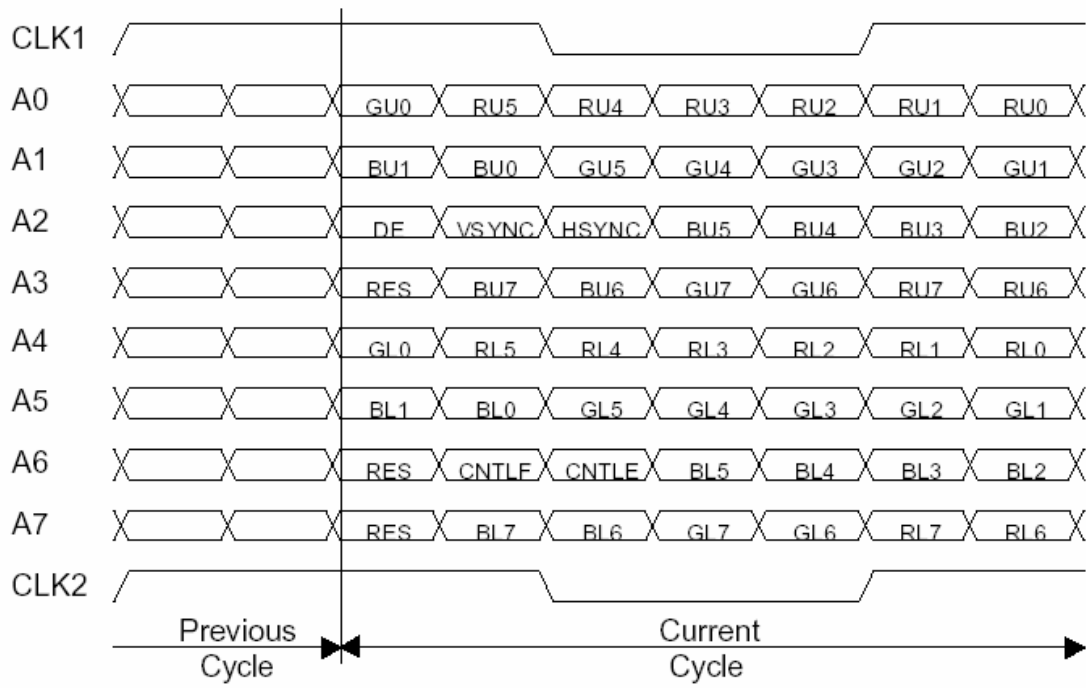 CLK1
A0 GU0 RU5 RU4 RU3 RU2 RU1 RU0
A1 BU1 BU0 GU5 GU4 GU3 GU2 GU1
A2 DE VSYNC HSYNC BU5 BU4 BU3 BU2
A3 RES BU7 BU6 GU7 GU6 RU7 RU6
A4 GL0 RL5 RL4 RL3 RL2 RL1 RL0
A5 BL1 BL0 GL5 GL4 GL3 GL2 GL1
A6 RES CNTLF CNTLE BL5 BL4 BL3 BL2
A7 RES BL7 BL6 GL7 GL6 RL7 RL6
CLK2
Previous Current
Cycle Cycle